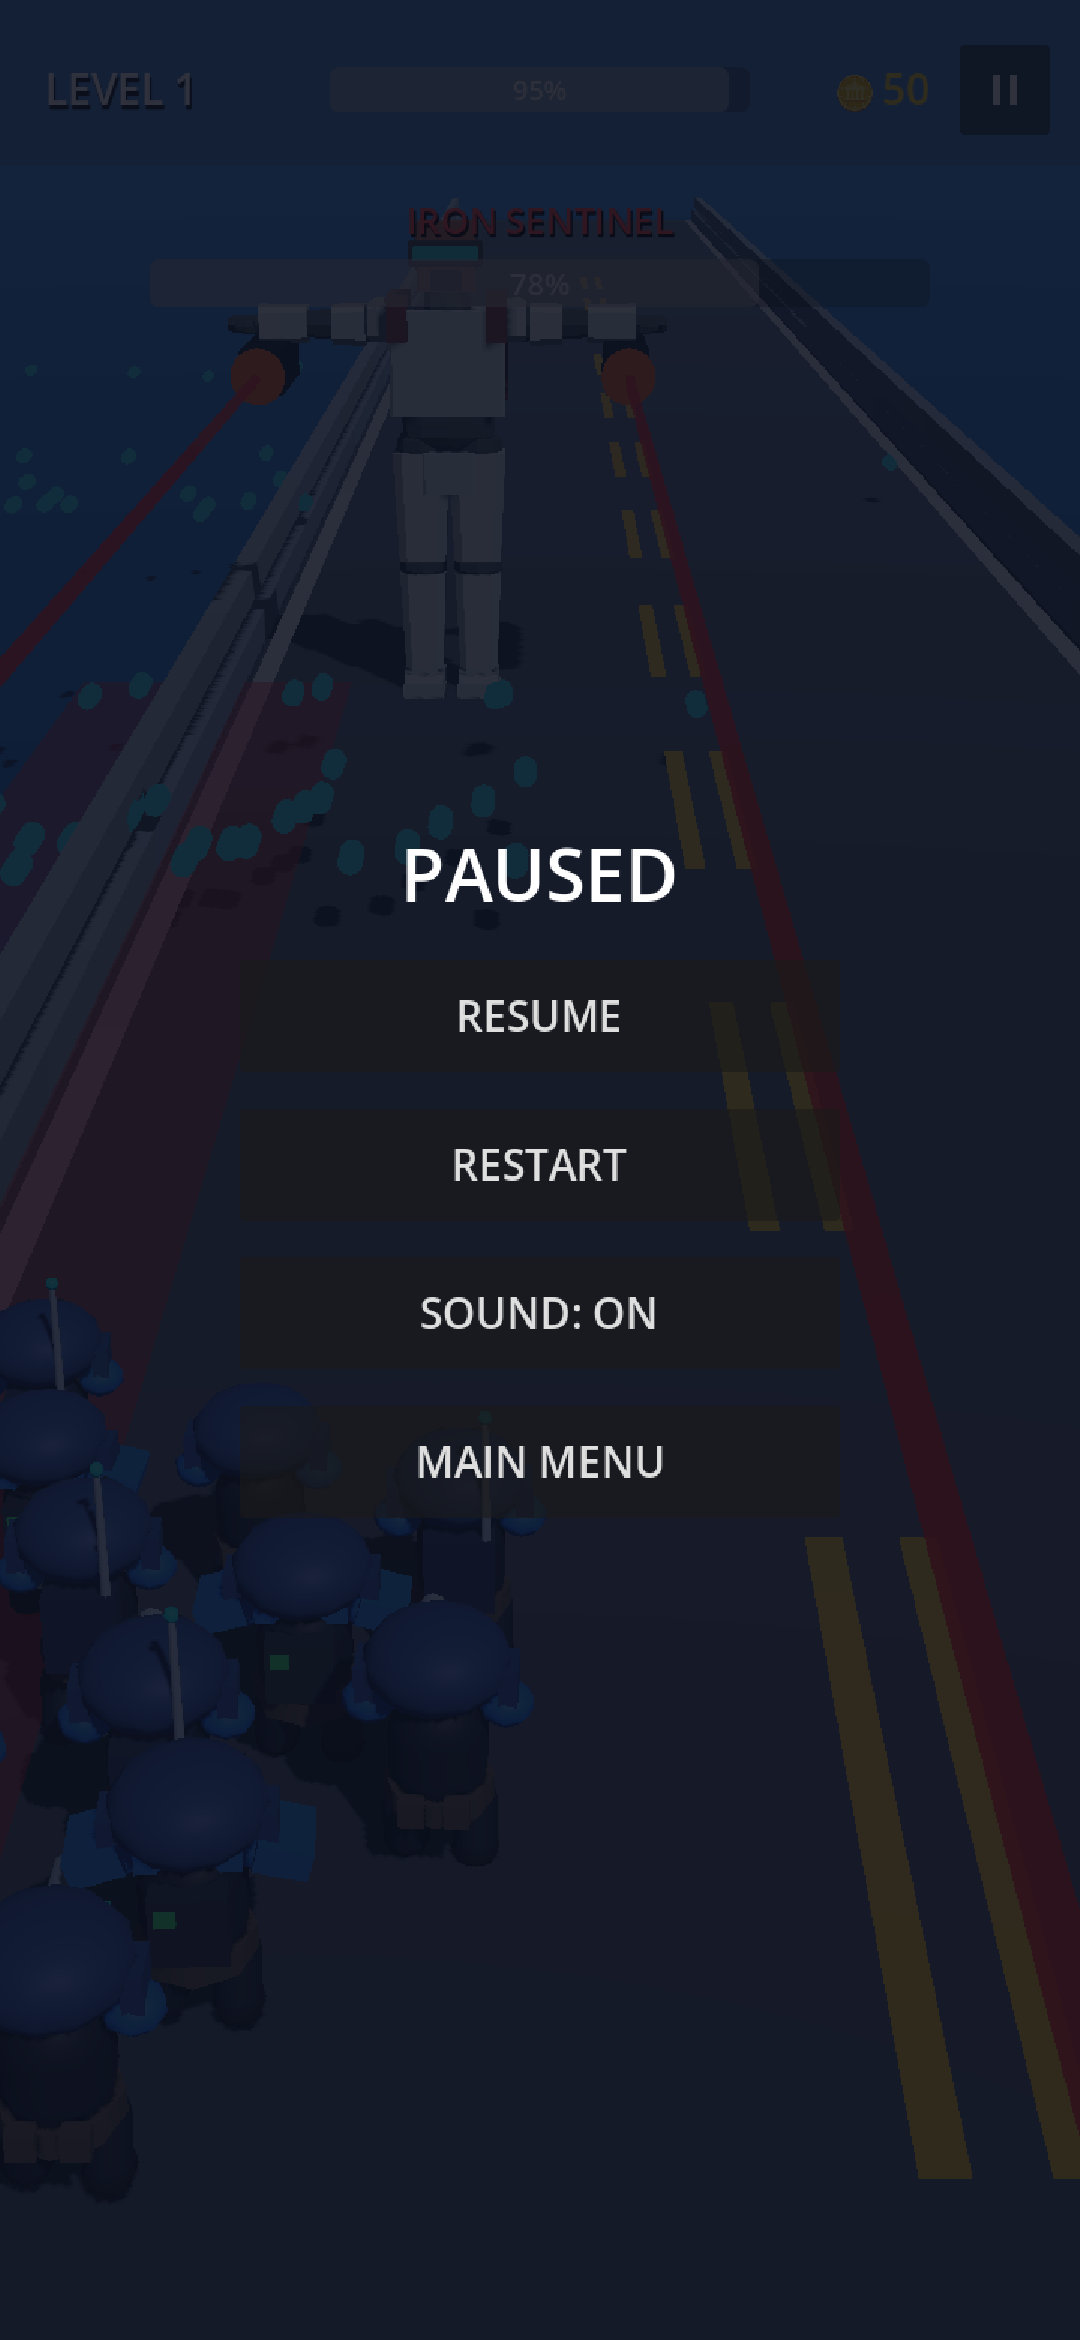 LEVEL 1
95%
50
IRON SENTINEL
78%
PAUSED
RESUME
RESTART
SOUND: ON
MAIN MENU